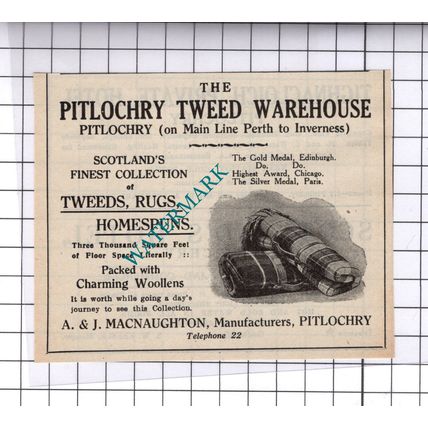 THE
PITLOCHRY TWEED WAREHOUSE
PITLOCHRY (on Main Line Perth to Inverness)
SCOTLAND'S
FINEST COLLECTION
of
TWEEDS, RUGS,
HOMESPUNS.
Three Thousand Square Feet
of Floor Space Literally ::
Packed with
Charming Woollens
It is worth while going a day's
journey to see this Collection.
The Gold Medal, Edinburgh.
Do. Do.
Highest Award, Chicago.
The Silver Medal, Paris.
A. & J. MACNAUGHTON, Manufacturers, PITLOCHRY
Telephone 22
WATERMARK